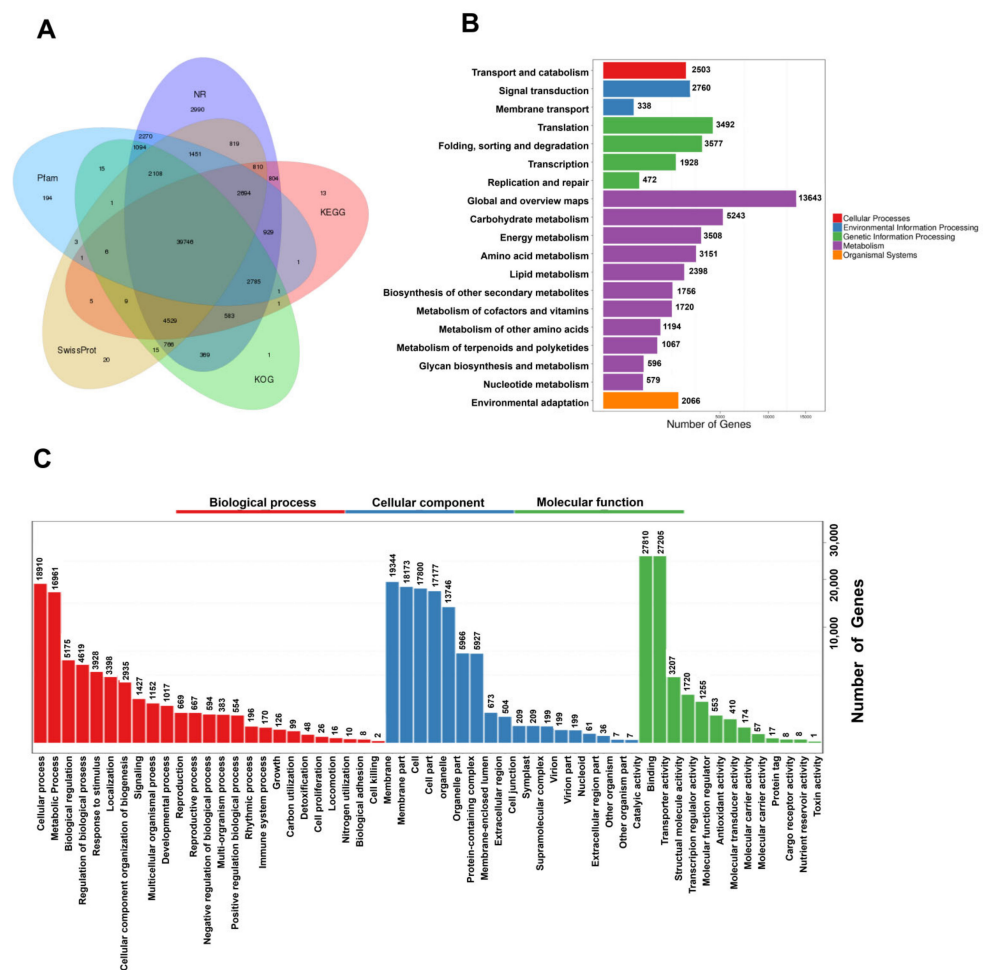 A
NR
2990
2270
1094
1451
819
810
804
15
2108
2694
13
Pfam
KEGG
194
1
929
39746
3
6
1
1
2795
1
5
9
1
4529
583
SwissProt
766
15
369
1
20
KOG
B
Transport and catabolism 2503
Signal transduction 2760
Membrane transport 338
Translation 3492
Folding, sorting and degradation 3577
Transcription 1928
Replication and repair 472
Global and overview maps 13643
Carbohydrate metabolism 5243
Energy metabolism 3508
Amino acid metabolism 3151
Lipid metabolism 2398
Biosynthesis of other secondary metabolites 1756
Metabolism of cofactors and vitamins 1720
Metabolism of other amino acids 1194
Metabolism of terpenoids and polyketides 1067
Glycan biosynthesis and metabolism 596
Nucleotide metabolism 579
Environmental adaptation 2066
5000 10000 15000
Number of Genes
Cellular Processes
Environmental Information Processing
Genetic Information Processing
Metabolism
Organismal Systems
C
Biological process Cellular component Molecular function
18910
16961
5175
4619
3928
3398
2935
1427
1152
1017
669
667
594
383
554
196
170
126
99
48
26
16
10
8
2
19344
18173
17800
17177
13746
5966
5927
673
504
209
209
199
199
199
61
36
7
7
27810
27205
3207
1720
1255
553
410
174
57
17
8
8
1
30,000
20,000
10,000
Number of Genes
Cellular process
Metabolic Process
Biological regulation
Regulation of biological prosess
Response to stimulus
Localization
Cellular component organization of biogenesis
Signaling
Multicellular organismal process
Developmental process
Reproduction
Reproductive process
Negative regulation of biological process
Multi-orgranism process
Positive regulation biological process
Rhythmic process
Immune system process
Growth
Carbon utilization
Detoxification
Cell proliferation
Locomotion
Nitrogen utilization
Biological adhesion
Cell killing
Membrane
Membrane part
Cell
Cell part
organelle
Organelle part
Protein-containing complex
Membrane-enclosed lumen
Extracellular region
Cell junction
Symplast
Supramolecular complex
Virion
Virion part
Nucleoid
Extracellular region part
Other organism
Other organism part
Catalyic activity
Binding
Transporter activity
Structual molecule acitivity
Transcripion regulalor activity
Molecular function regulator
Antioxidant activity
Molecular transducer activity
Molecular carrier activity
Molecular carrier activity
Protein tag
Cargo receptor activity
Nutrient reservoir activity
Toxin activity